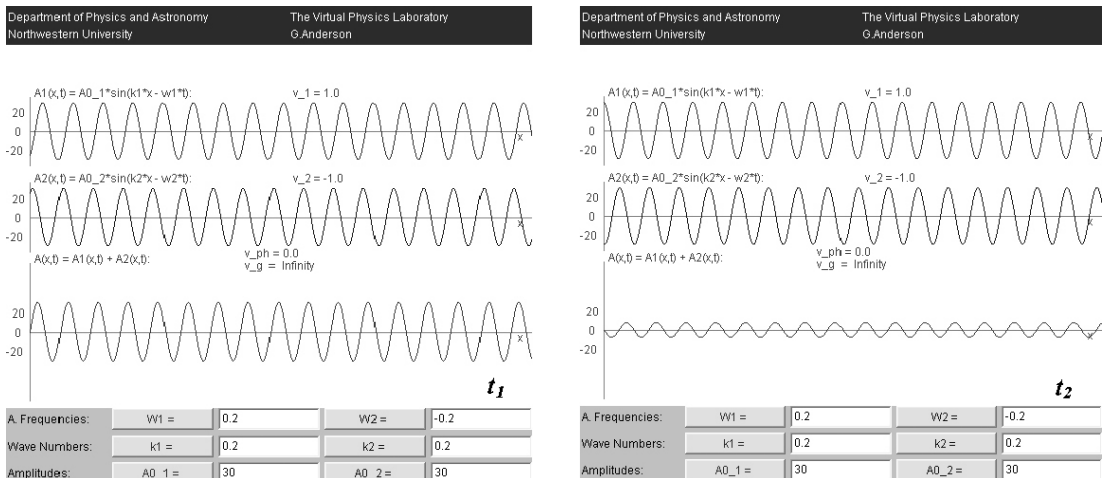 Department of Physics and Astronomy The Virtual Physics Laboratory
Northwestern University G.Anderson
A1(x,t) = A0_1*sin(k1*x - w1*t): v_1 = 1.0
20
0
-20
x
A2(x,t) = A0_2*sin(k2*x - w2*t): v_2 = -1.0
20
0
-20
x
A(x,t) = A1(x,t) + A2(x,t): v_ph = 0.0
v_g = Infinity
20
0
-20
x
t1
A. Frequencies: W1 = 0.2 W2 = -0.2
Wave Numbers: k1 = 0.2 k2 = 0.2
Amplitudes: A0_1 = 30 A0_2 = 30
Department of Physics and Astronomy The Virtual Physics Laboratory
Northwestern University G.Anderson
A1(x,t) = A0_1*sin(k1*x - w1*t): v_1 = 1.0
20
0
-20
x
A2(x,t) = A0_2*sin(k2*x - w2*t): v_2 = -1.0
20
0
-20
x
A(x,t) = A1(x,t) + A2(x,t): v_ph = 0.0
v_g = Infinity
20
0
-20
x
t2
A. Frequencies: W1 = 0.2 W2 = -0.2
Wave Numbers: k1 = 0.2 k2 = 0.2
Amplitudes: A0_1 = 30 A0_2 = 30